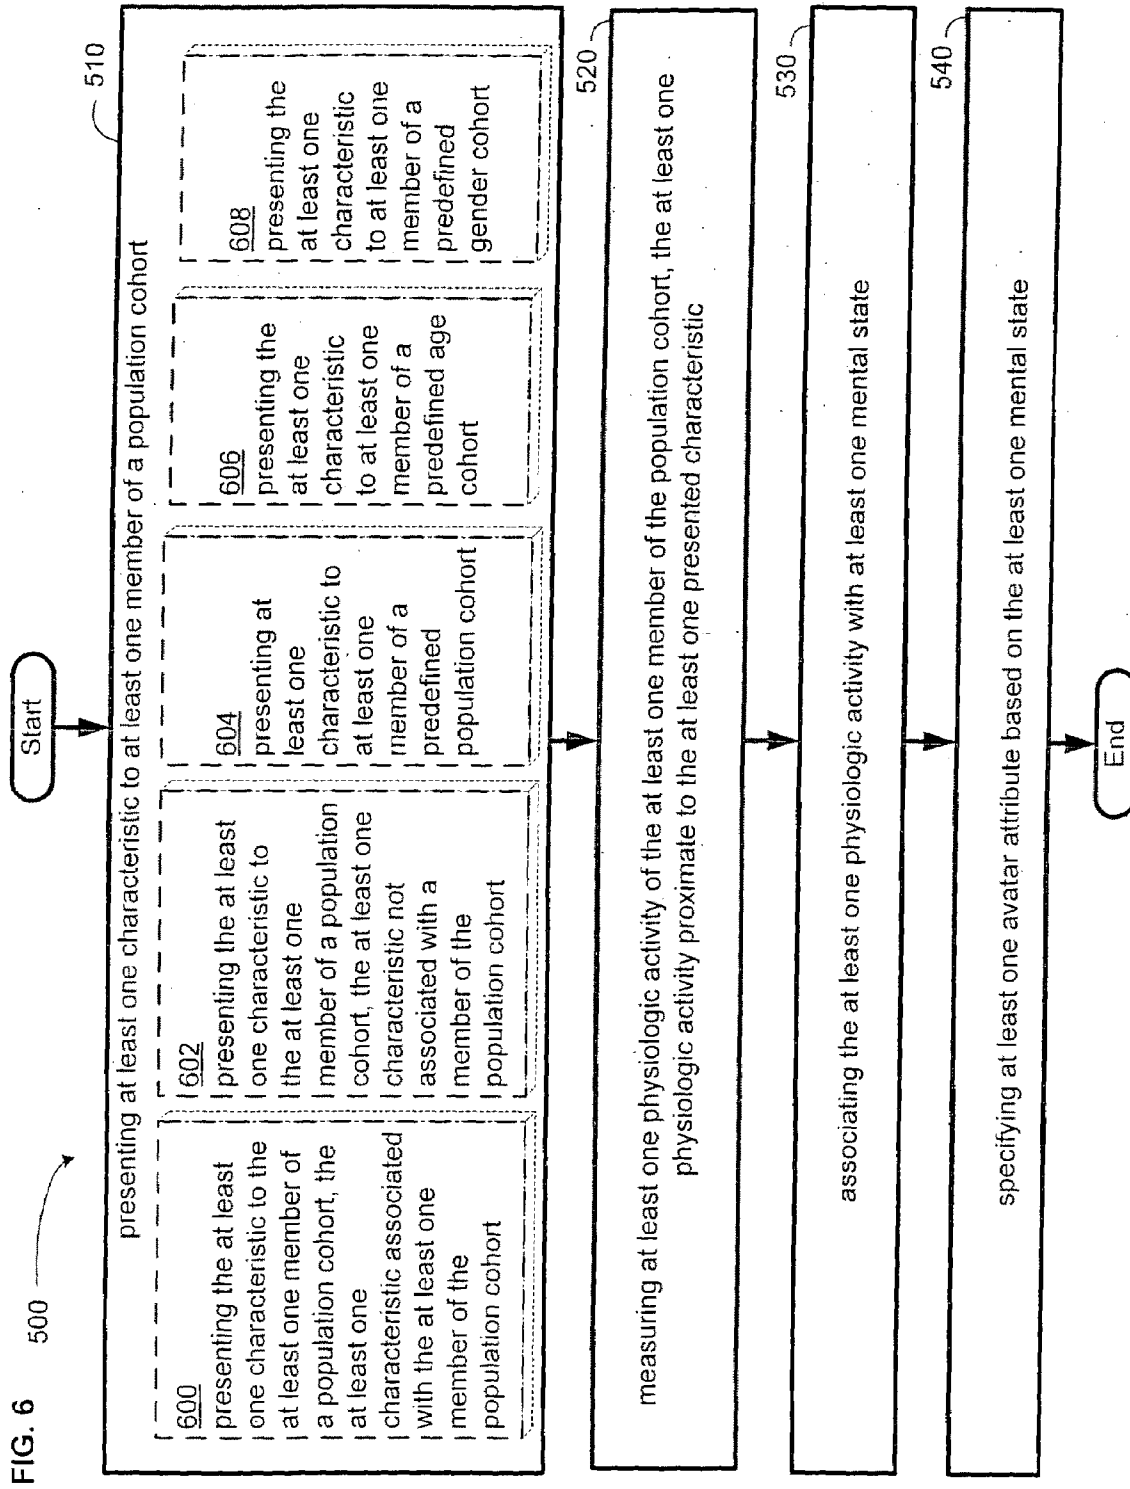 FIG. 6
500
Start
510
presenting at least one characteristic to at least one member of a population cohort
600
presenting the at least
one characteristic to the
at least one member of
a population cohort, the
at least one
characteristic associated
with the at least one
member of the
population cohort
602
presenting the at least
one characteristic to
the at least one
member of a population
cohort, the at least one
characteristic not
associated with a
member of the
population cohort
604
presenting at
least one
characteristic to
at least one
member of a
predefined
population cohort
606
presenting the
at least one
characteristic
to at least one
member of a
predefined age
cohort
608
presenting the
at least one
characteristic
to at least one
member of a
predefined
gender cohort
520
measuring at least one physiologic activity of the at least one member of the population cohort, the at least one
physiologic activity proximate to the at least one presented characteristic
530
associating the at least one physiologic activity with at least one mental state
540
specifying at least one avatar attribute based on the at least one mental state
End